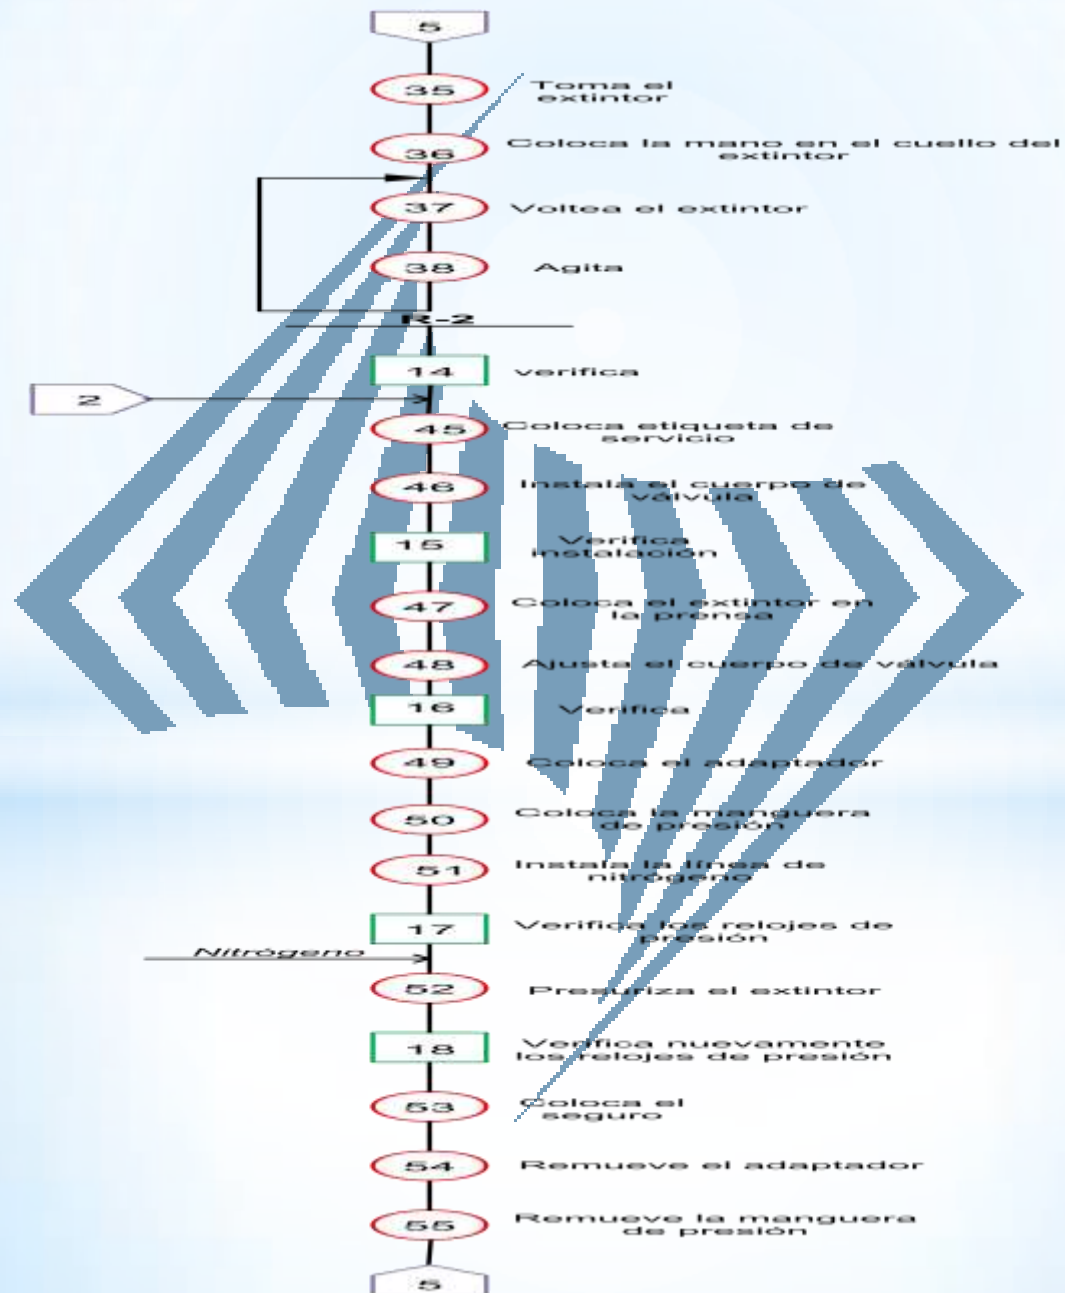 5
35 Toma el
extintor
36 Coloca la mano en el cuello del
extintor
37 Voltea el extintor
38 Agita
R-2
14 verifica
2
45 Coloca etiqueta de
servicio
46 Instala el cuerpo de
válvula
15 Verifica
instalación
47 Coloca el extintor en
la prensa
48 Ajusta el cuerpo de válvula
16 Verifica
49 Coloca el adaptador
50 Coloca la manguera
de presión
51 Instala la línea de
nitrógeno
17 Verifica los relojes de
presión
Nitrógeno
52 Presuriza el extintor
18 Verifica nuevamente
los relojes de presión
53 Coloca el
seguro
54 Remueve el adaptador
55 Remueve la manguera
de presión
5